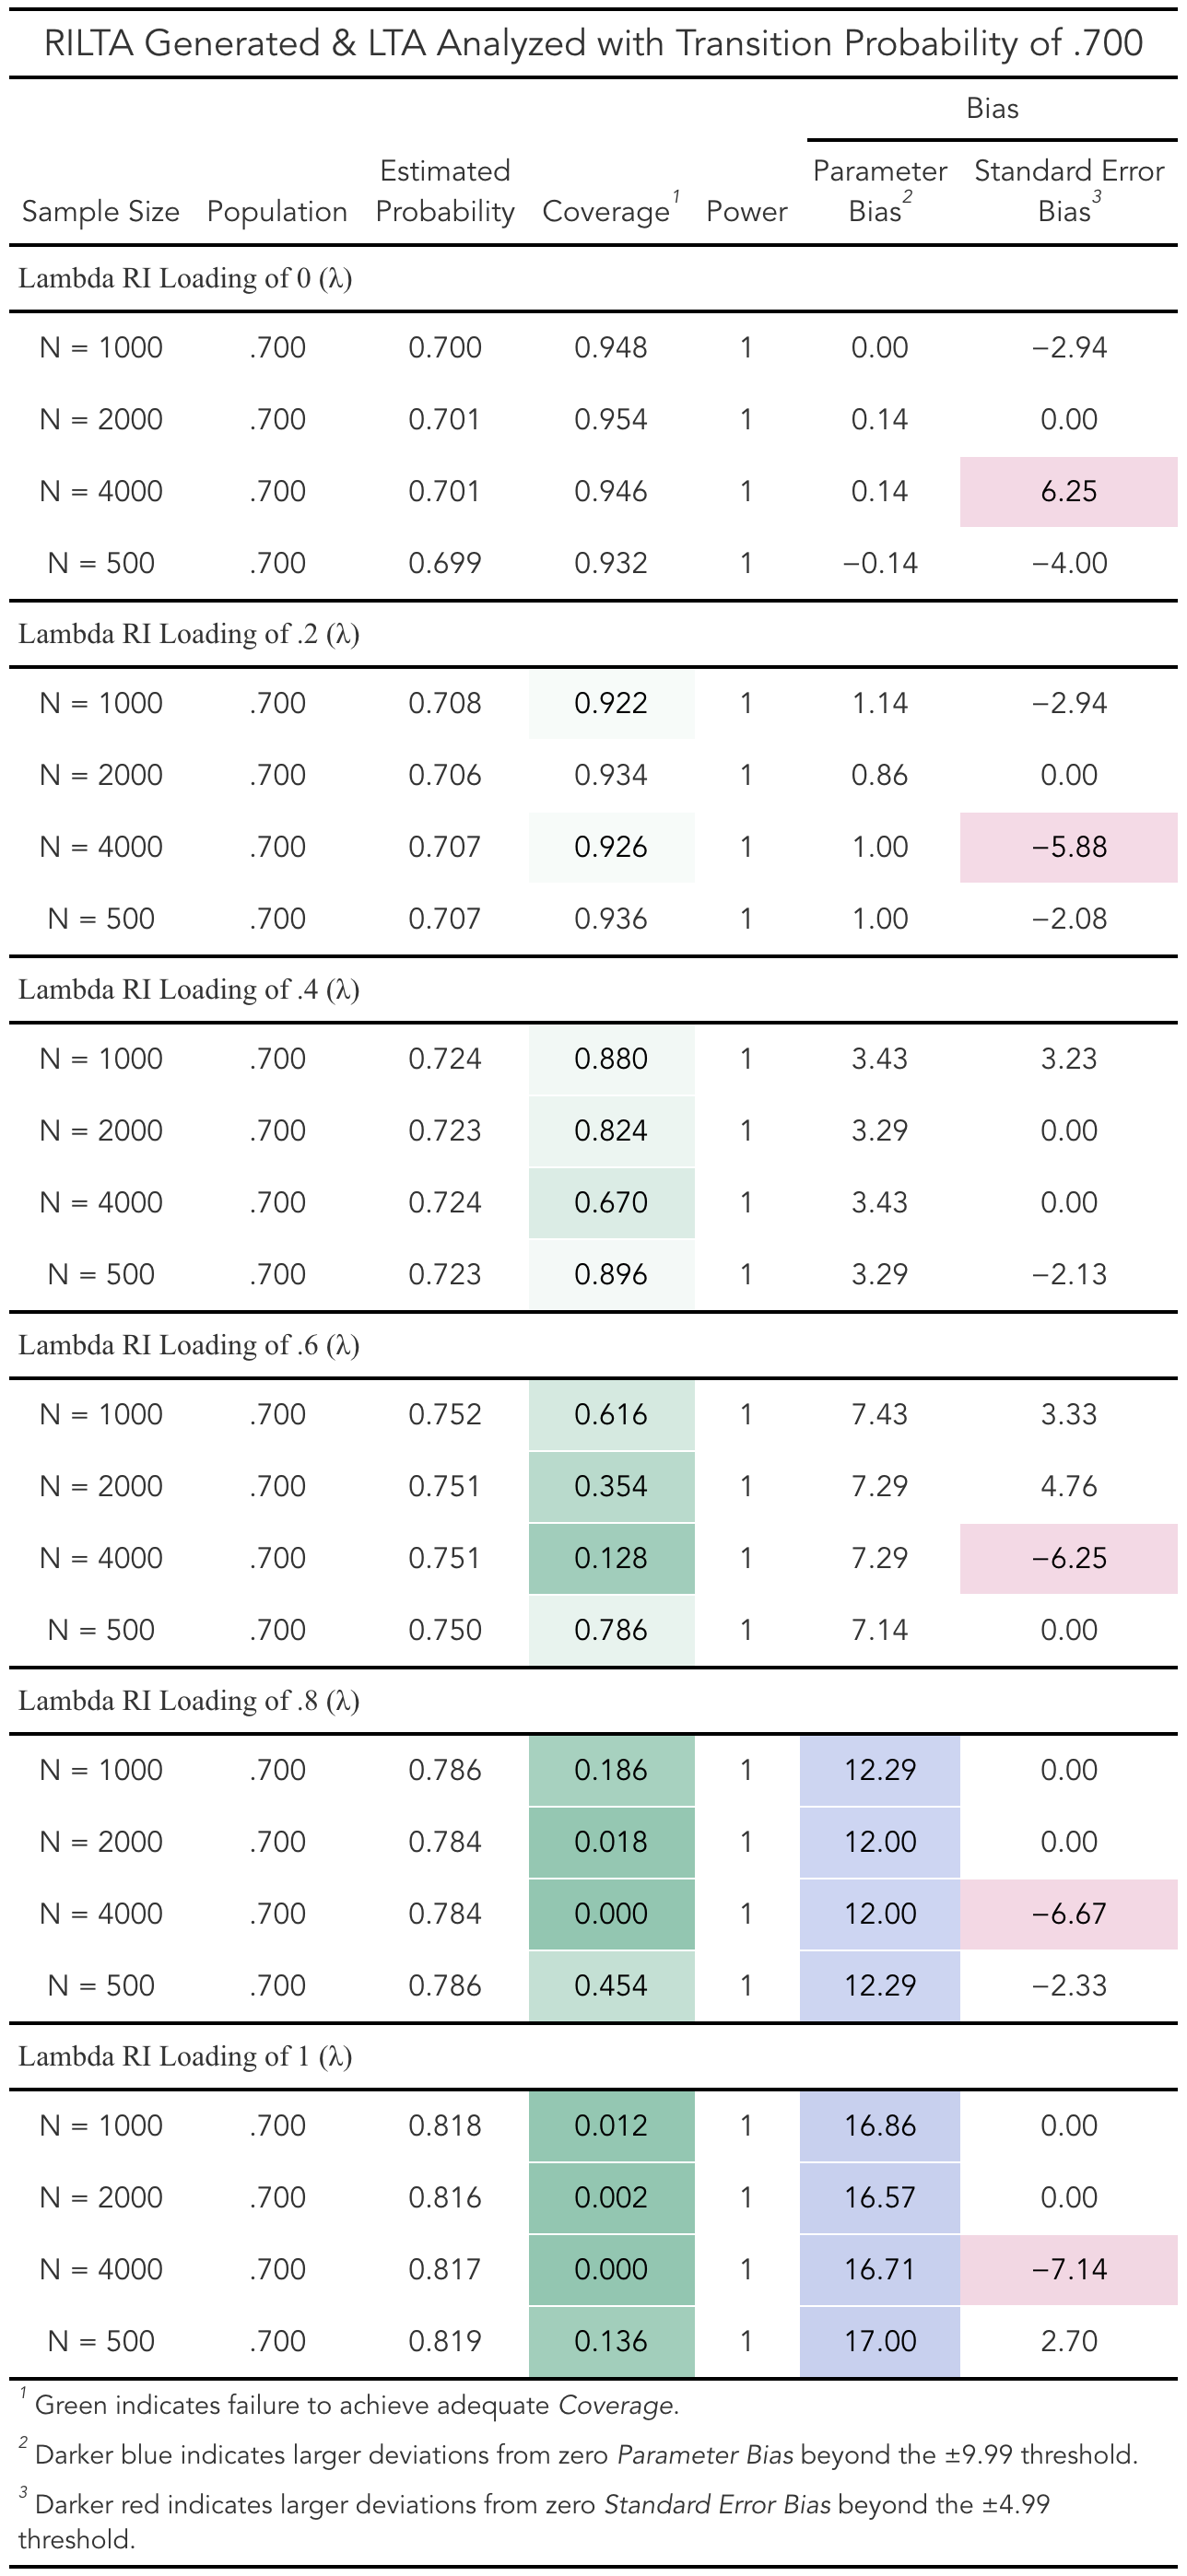 RILTA Generated & LTA Analyzed with Transition Probability of .700
Bias
Sample Size Population Estimated Probability Coverage1 Power Parameter Bias2 Standard Error Bias3
Lambda RI Loading of 0 (λ)
N = 1000 .700 0.700 0.948 1 0.00 −2.94
N = 2000 .700 0.701 0.954 1 0.14 0.00
N = 4000 .700 0.701 0.946 1 0.14 6.25
N = 500 .700 0.699 0.932 1 −0.14 −4.00
Lambda RI Loading of .2 (λ)
N = 1000 .700 0.708 0.922 1 1.14 −2.94
N = 2000 .700 0.706 0.934 1 0.86 0.00
N = 4000 .700 0.707 0.926 1 1.00 −5.88
N = 500 .700 0.707 0.936 1 1.00 −2.08
Lambda RI Loading of .4 (λ)
N = 1000 .700 0.724 0.880 1 3.43 3.23
N = 2000 .700 0.723 0.824 1 3.29 0.00
N = 4000 .700 0.724 0.670 1 3.43 0.00
N = 500 .700 0.723 0.896 1 3.29 −2.13
Lambda RI Loading of .6 (λ)
N = 1000 .700 0.752 0.616 1 7.43 3.33
N = 2000 .700 0.751 0.354 1 7.29 4.76
N = 4000 .700 0.751 0.128 1 7.29 −6.25
N = 500 .700 0.750 0.786 1 7.14 0.00
Lambda RI Loading of .8 (λ)
N = 1000 .700 0.786 0.186 1 12.29 0.00
N = 2000 .700 0.784 0.018 1 12.00 0.00
N = 4000 .700 0.784 0.000 1 12.00 −6.67
N = 500 .700 0.786 0.454 1 12.29 −2.33
Lambda RI Loading of 1 (λ)
N = 1000 .700 0.818 0.012 1 16.86 0.00
N = 2000 .700 0.816 0.002 1 16.57 0.00
N = 4000 .700 0.817 0.000 1 16.71 −7.14
N = 500 .700 0.819 0.136 1 17.00 2.70
1 Green indicates failure to achieve adequate Coverage.
2 Darker blue indicates larger deviations from zero Parameter Bias beyond the ±9.99 threshold.
3 Darker red indicates larger deviations from zero Standard Error Bias beyond the ±4.99
threshold.